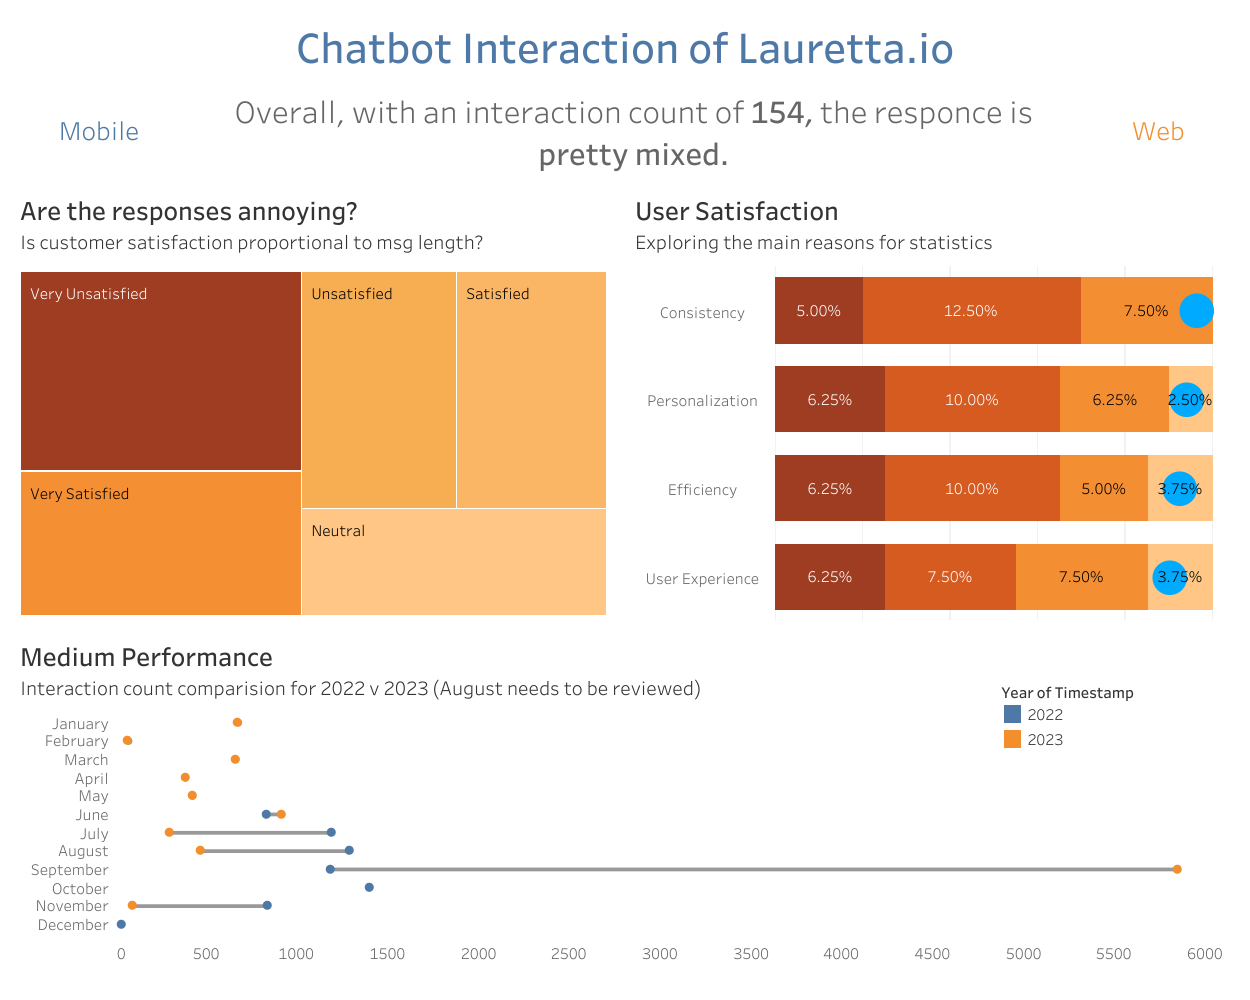 Chatbot Interaction of Lauretta.io
Overall, with an interaction count of 154, the responce is
pretty mixed.
Mobile
Web
Are the responses annoying?
Is customer satisfaction proportional to msg length?
Very Unsatisfied
Unsatisfied
Satisfied
Very Satisfied
Neutral
User Satisfaction
Exploring the main reasons for statistics
Consistency 5.00% 12.50% 7.50%
Personalization 6.25% 10.00% 6.25% 2.50%
Efficiency 6.25% 10.00% 5.00% 3.75%
User Experience 6.25% 7.50% 7.50% 3.75%
Medium Performance
Interaction count comparision for 2022 v 2023 (August needs to be reviewed)
Year of Timestamp
2022
2023
January
February
March
April
May
June
July
August
September
October
November
December
0 500 1000 1500 2000 2500 3000 3500 4000 4500 5000 5500 6000